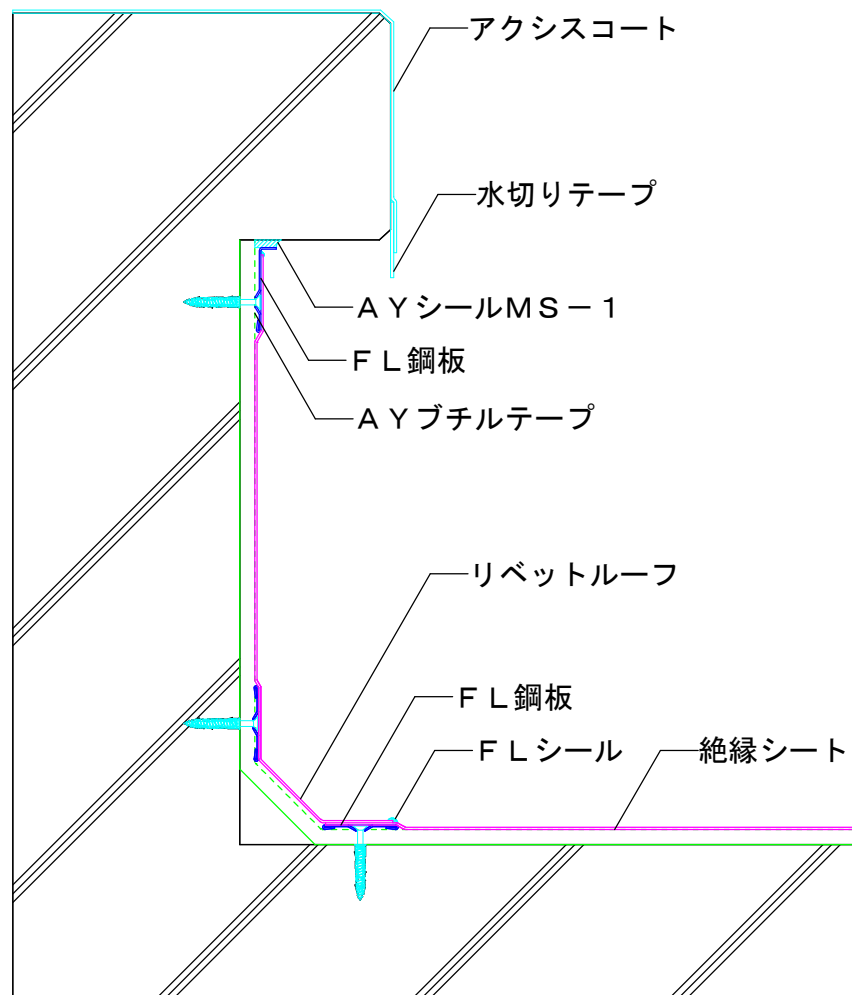 アクシスコート
水切りテープ
ＡＹシールＭＳ－１
ＦＬ鋼板
ＡＹブチルテープ
リベットルーフ
ＦＬ鋼板
ＦＬシール
絶縁シート